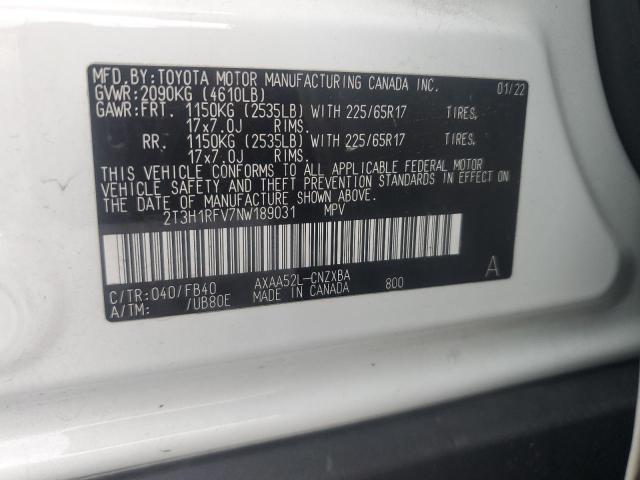 MFD.BY:TOYOTA MOTOR MANUFACTURING CANADA INC. 01/22
GVWR:2090KG (4610LB)
GAWR:FRT. 1150KG (2535LB) WITH 225/65R17 TIRES.
17x7.0J RIMS.
RR. 1150KG (2535LB) WITH 225/65R17 TIRES.
17x7.0J RIMS.
THIS VEHICLE CONFORMS TO ALL APPLICABLE FEDERAL MOTOR
VEHICLE SAFETY AND THEFT PREVENTION STANDARDS IN EFFECT ON
THE DATE OF MANUFACTURE SHOWN ABOVE.
2T3H1RFV7NW189031 MPV
C/TR:040/FB40 AXAA52L-CNZXBA 800 A
A/TM: /UB80E MADE IN CANADA